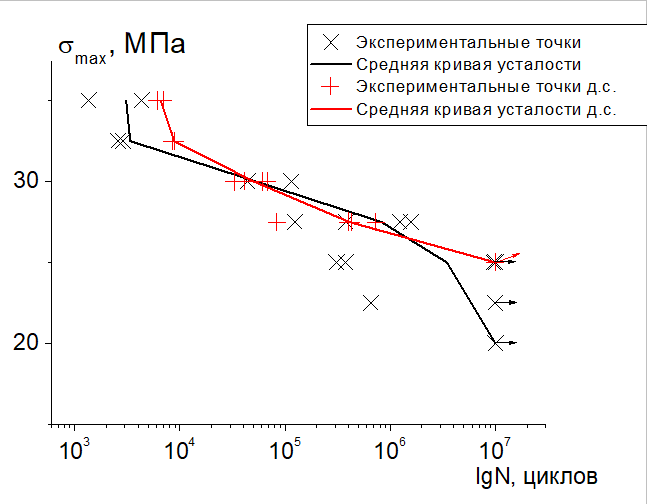 σmax, МПа
Экспериментальные точки
Средняя кривая усталости
Экспериментальные точки д.с.
Средняя кривая усталости д.с.
30
20
10³ 10⁴ 10⁵ 10⁶ 10⁷
lgN, циклов